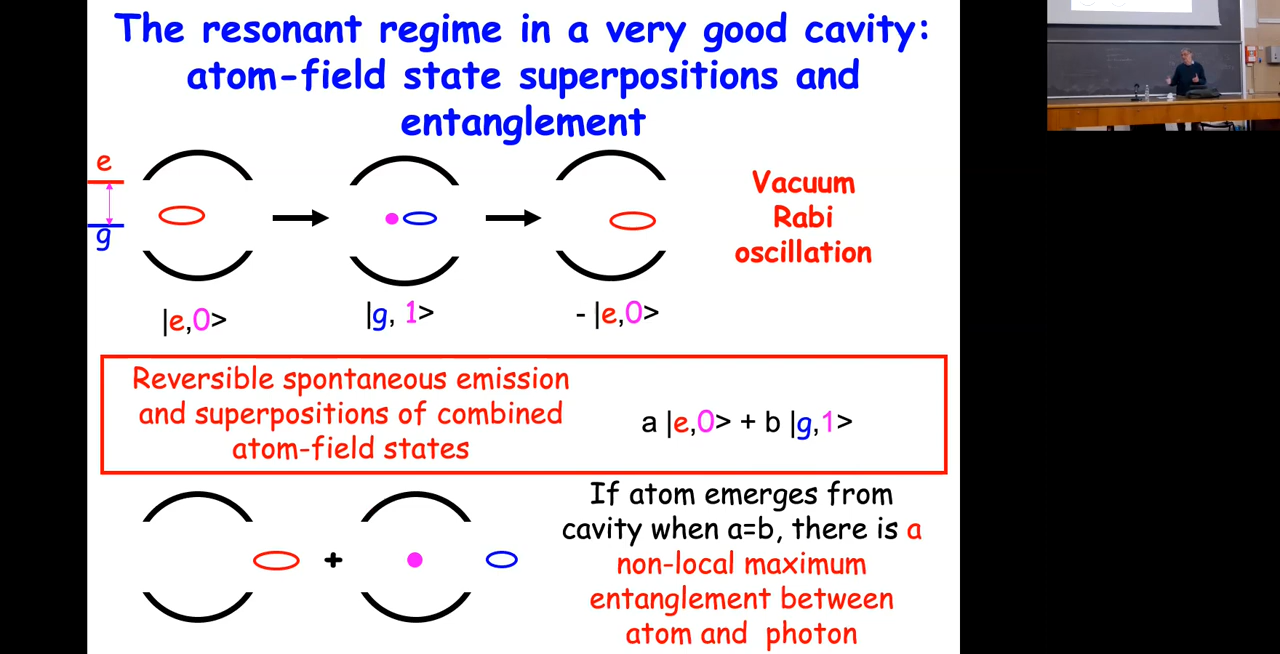 The resonant regime in a very good cavity:
atom-field state superpositions and
entanglement
e
g
Vacuum
Rabi
oscillation
|e,0>
|g, 1>
- |e,0>
Reversible spontaneous emission
and superpositions of combined
atom-field states
a |e,0> + b |g,1>
+
If atom emerges from
cavity when a=b, there is a
non-local maximum
entanglement between
atom and photon